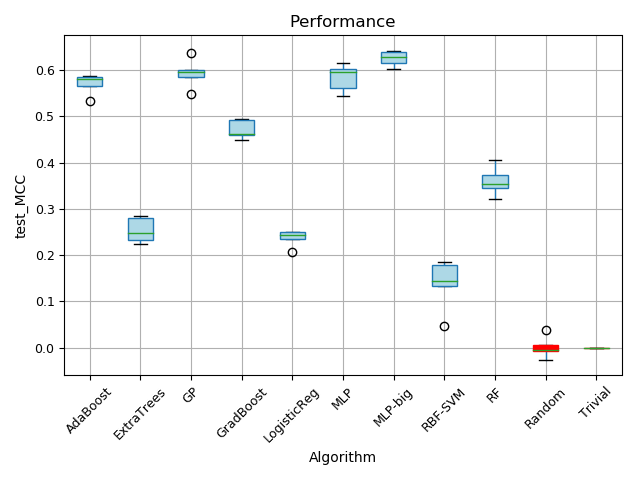 Performance
test_MCC
0.6
0.5
0.4
0.3
0.2
0.1
0.0
AdaBoost
ExtraTrees
GP
GradBoost
LogisticReg
MLP
MLP-big
RBF-SVM
RF
Random
Trivial
Algorithm